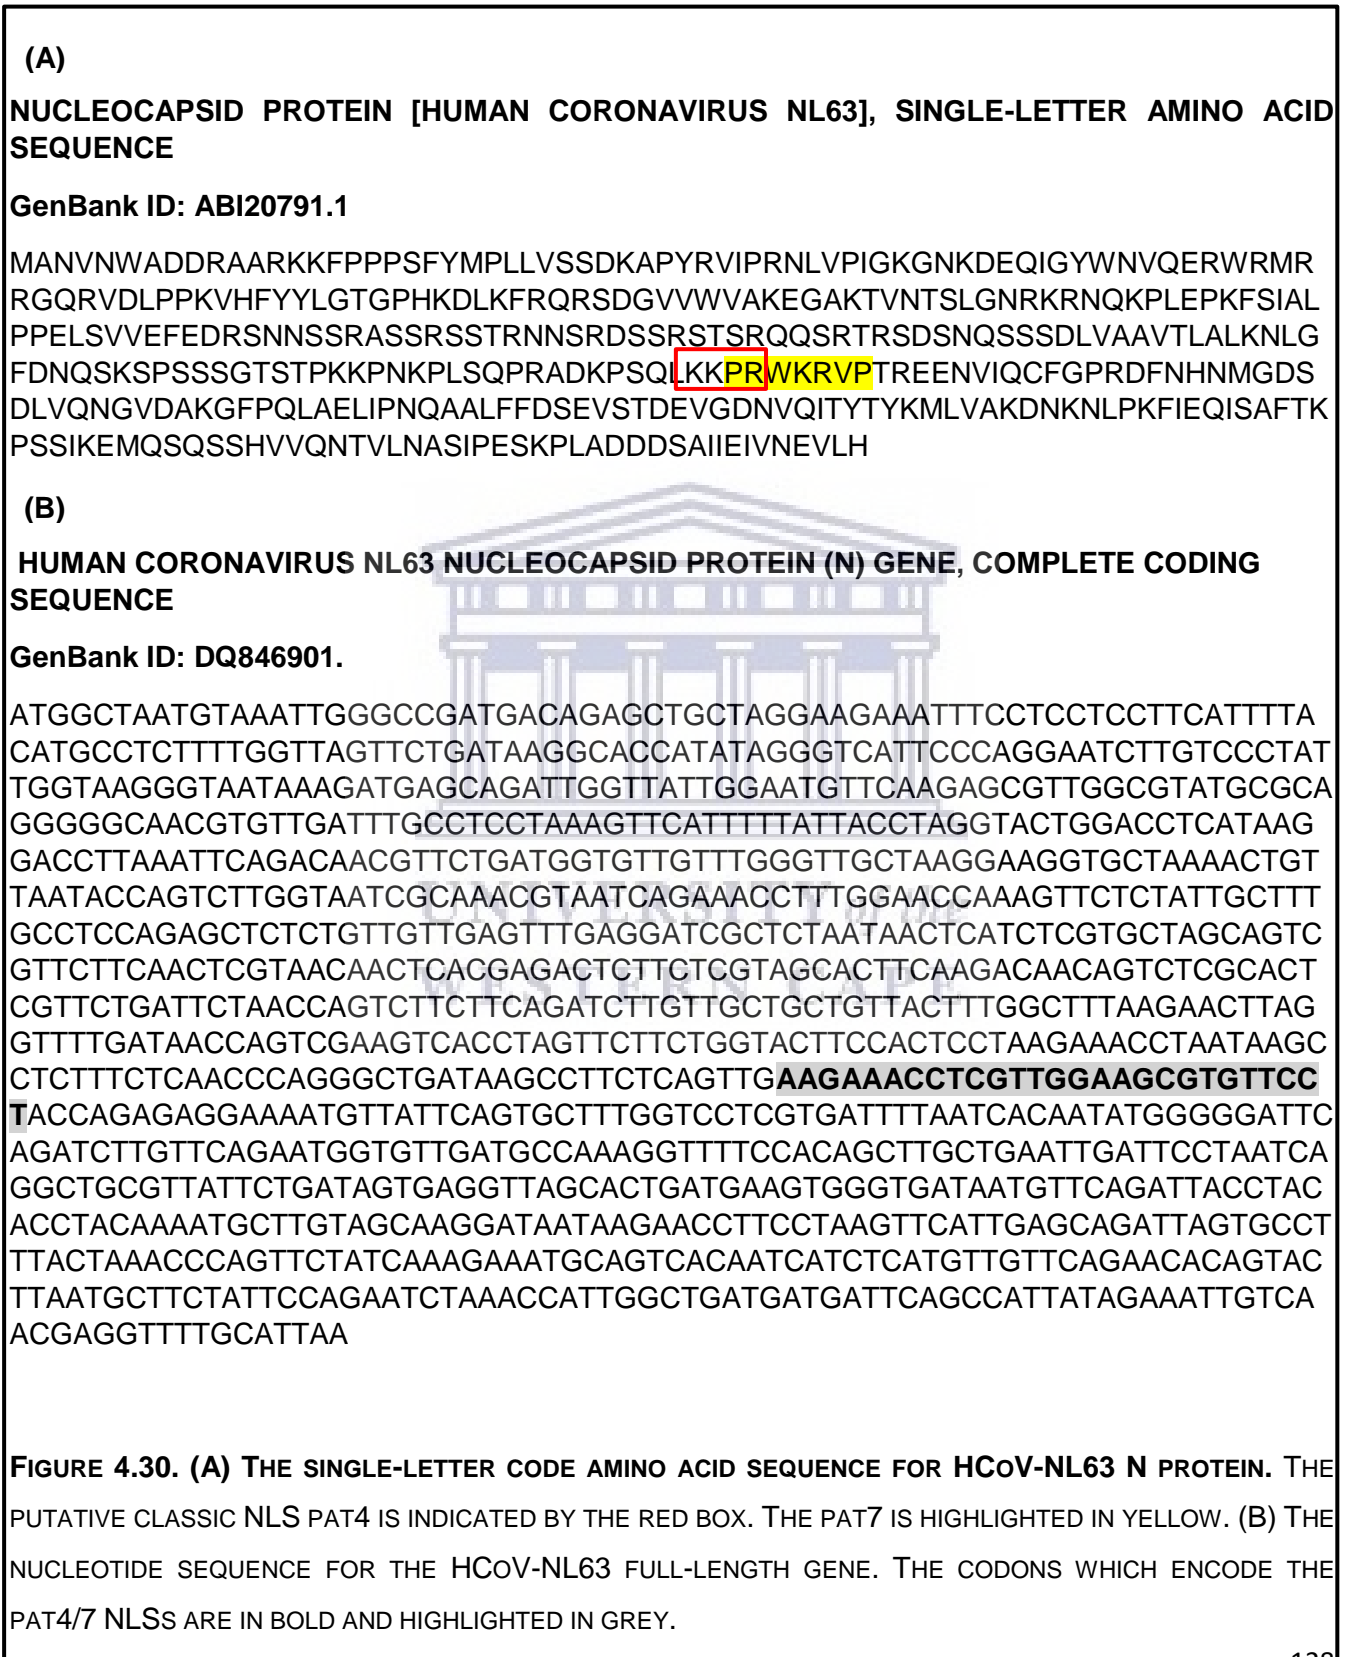 (A)
NUCLEOCAPSID PROTEIN [HUMAN CORONAVIRUS NL63], SINGLE-LETTER AMINO ACID
SEQUENCE
GenBank ID: ABI20791.1
MANVNWADDRAARKKFPPPSFYMPLLVSSDKAPYRVIPRNLVPIGKGNKDEQIGYWNVQERWRMR
RGQRVDLPPKVHFYYLGTGPHKDLKFRQRSDGVVWVAKEGAKTVNTSLGNRKRNQKPLEPKFSIAL
PPELSVVEFEDRSNNSSRASSRSSTRNNSRDSSRSTSRQQSRTRSDSNQSSSDLVAAVTLALKNLG
FDNQSKSPSSSGTSTPKKPNKPLSQPRADKPSQLKKPRWKRVPTREENVIQCFGPRDFNHNMGDS
DLVQNGVDAKGFPQLAELIPNQAALFFDSEVSTDEVGDNVQITYTYKMLVAKDNKNLPKFIEQISAFTK
PSSIKEMQSQSSHVVQNTVLNASIPESKPLADDDSAIIEIVNEVLH
(B)
HUMAN CORONAVIRUS NL63 NUCLEOCAPSID PROTEIN (N) GENE, COMPLETE CODING
SEQUENCE
GenBank ID: DQ846901.
ATGGCTAATGTAAATTGGGCCGATGACAGAGCTGCTAGGAAGAAATTTCCTCCTCCTTCATTTTA
CATGCCTCTTTTGGTTAGTTCTGATAAGGCACCATATAGGGTCATTCCCAGGAATCTTGTCCCTAT
TGGTAAGGGTAATAAAGATGAGCAGATTGGTTATTGGAATGTTCAAGAGCGTTGGCGTATGCGCA
GGGGGCAACGTGTTGATTTGCCTCCTAAAGTTCATTTTTATTACCTAGGTACTGGACCTCATAAG
GACCTTAAATTCAGACAACGTTCTGATGGTGTTGTTTGGGTTGCTAAGGAAGGTGCTAAAACTGT
TAATACCAGTCTTGGTAATCGCAAACGTAATCAGAAACCTTTGGAACCAAAGTTCTCTATTGCTTT
GCCTCCAGAGCTCTCTGTTGTTGAGTTTGAGGATCGCTCTAATAACTCATCTCGTGCTAGCAGTC
GTTCTTCAACTCGTAACAACTCACGAGACTCTTCTCGTAGCACTTCAAGACAACAGTCTCGCACT
CGTTCTGATTCTAACCAGTCTTCTTCAGATCTTGTTGCTGCTGTTACTTTGGCTTTAAGAACTTAG
GTTTTGATAACCAGTCGAAGTCACCTAGTTCTTCTGGTACTTCCACTCCTAAGAAACCTAATAAGC
CTCTTTCTCAACCCAGGGCTGATAAGCCTTCTCAGTTGAAGAAACCTCGTTGGAAGCGTGTTCC
TACCAGAGAGGAAAATGTTATTCAGTGCTTTGGTCCTCGTGATTTTAATCACAATATGGGGGATTC
AGATCTTGTTCAGAATGGTGTTGATGCCAAAGGTTTTCCACAGCTTGCTGAATTGATTCCTAATCA
GGCTGCGTTATTCTGATAGTGAGGTTAGCACTGATGAAGTGGGTGATAATGTTCAGATTACCTAC
ACCTACAAAATGCTTGTAGCAAGGATAATAAGAACCTTCCTAAGTTCATTGAGCAGATTAGTGCCT
TTACTAAACCCAGTTCTATCAAAGAAATGCAGTCACAATCATCTCATGTTGTTCAGAACACAGTAC
TTAATGCTTCTATTCCAGAATCTAAACCATTGGCTGATGATGATTCAGCCATTATAGAAATTGTCA
ACGAGGTTTTGCATTAA
UNIVERSITY of the
WESTERN CAPE
FIGURE 4.30. (A) THE SINGLE-LETTER CODE AMINO ACID SEQUENCE FOR HCOV-NL63 N PROTEIN. THE
PUTATIVE CLASSIC NLS PAT4 IS INDICATED BY THE RED BOX. THE PAT7 IS HIGHLIGHTED IN YELLOW. (B) THE
NUCLEOTIDE SEQUENCE FOR THE HCOV-NL63 FULL-LENGTH GENE. THE CODONS WHICH ENCODE THE
PAT4/7 NLSS ARE IN BOLD AND HIGHLIGHTED IN GREY.